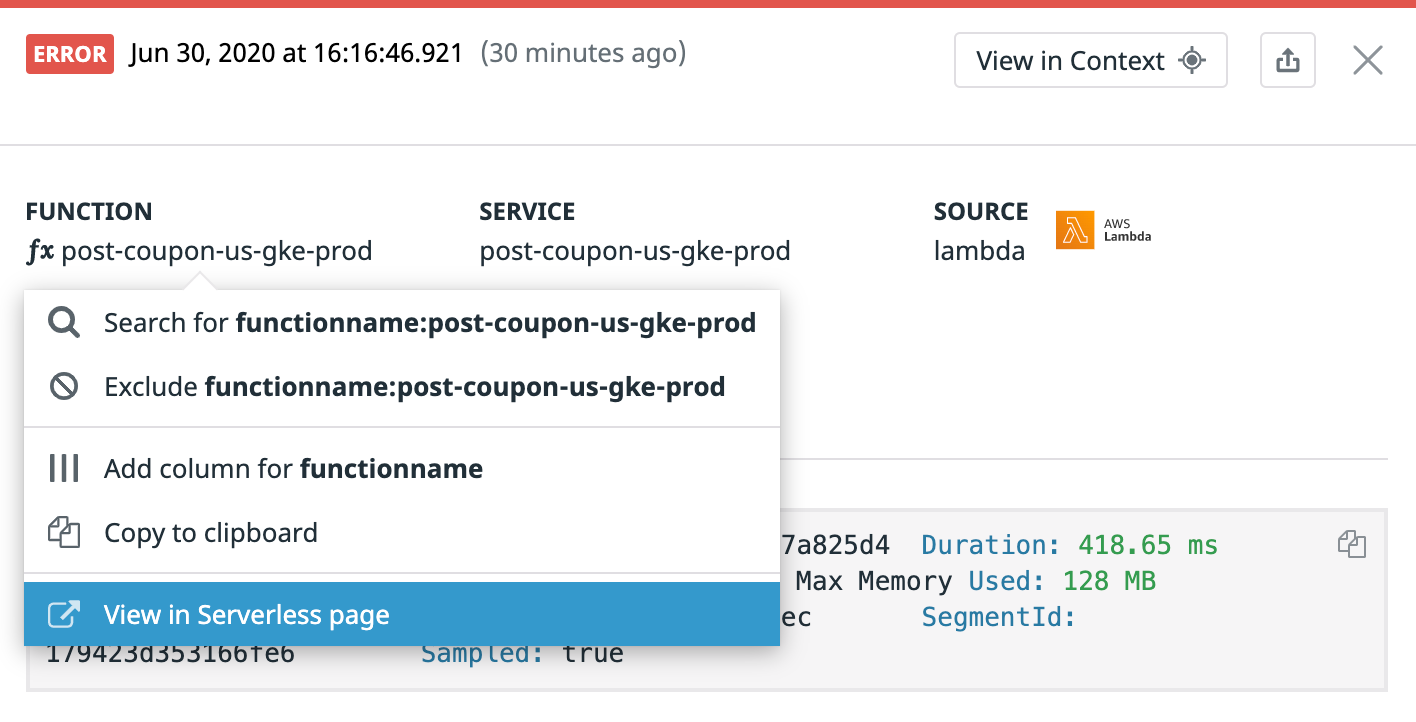 ERROR Jun 30, 2020 at 16:16:46.921 (30 minutes ago) View in Context
FUNCTION SERVICE SOURCE
fx post-coupon-us-gke-prod post-coupon-us-gke-prod lambda AWS Lambda
Search for functionname:post-coupon-us-gke-prod
Exclude functionname:post-coupon-us-gke-prod
Add column for functionname
Copy to clipboard
7a825d4 Duration: 418.65 ms
Max Memory Used: 128 MB
View in Serverless page
ec SegmentId:
179423d353166fe6 Sampled: true